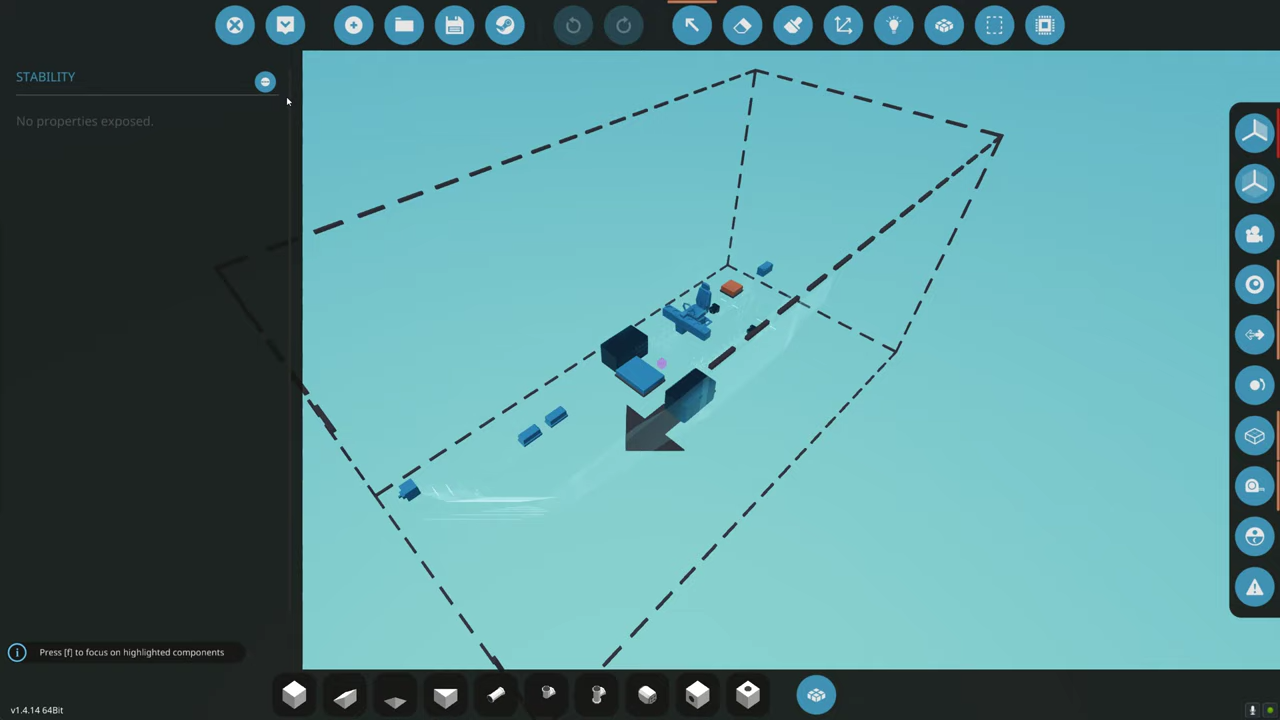 STABILITY
No properties exposed.
Press [f] to focus on highlighted components
v1.4.14 64Bit